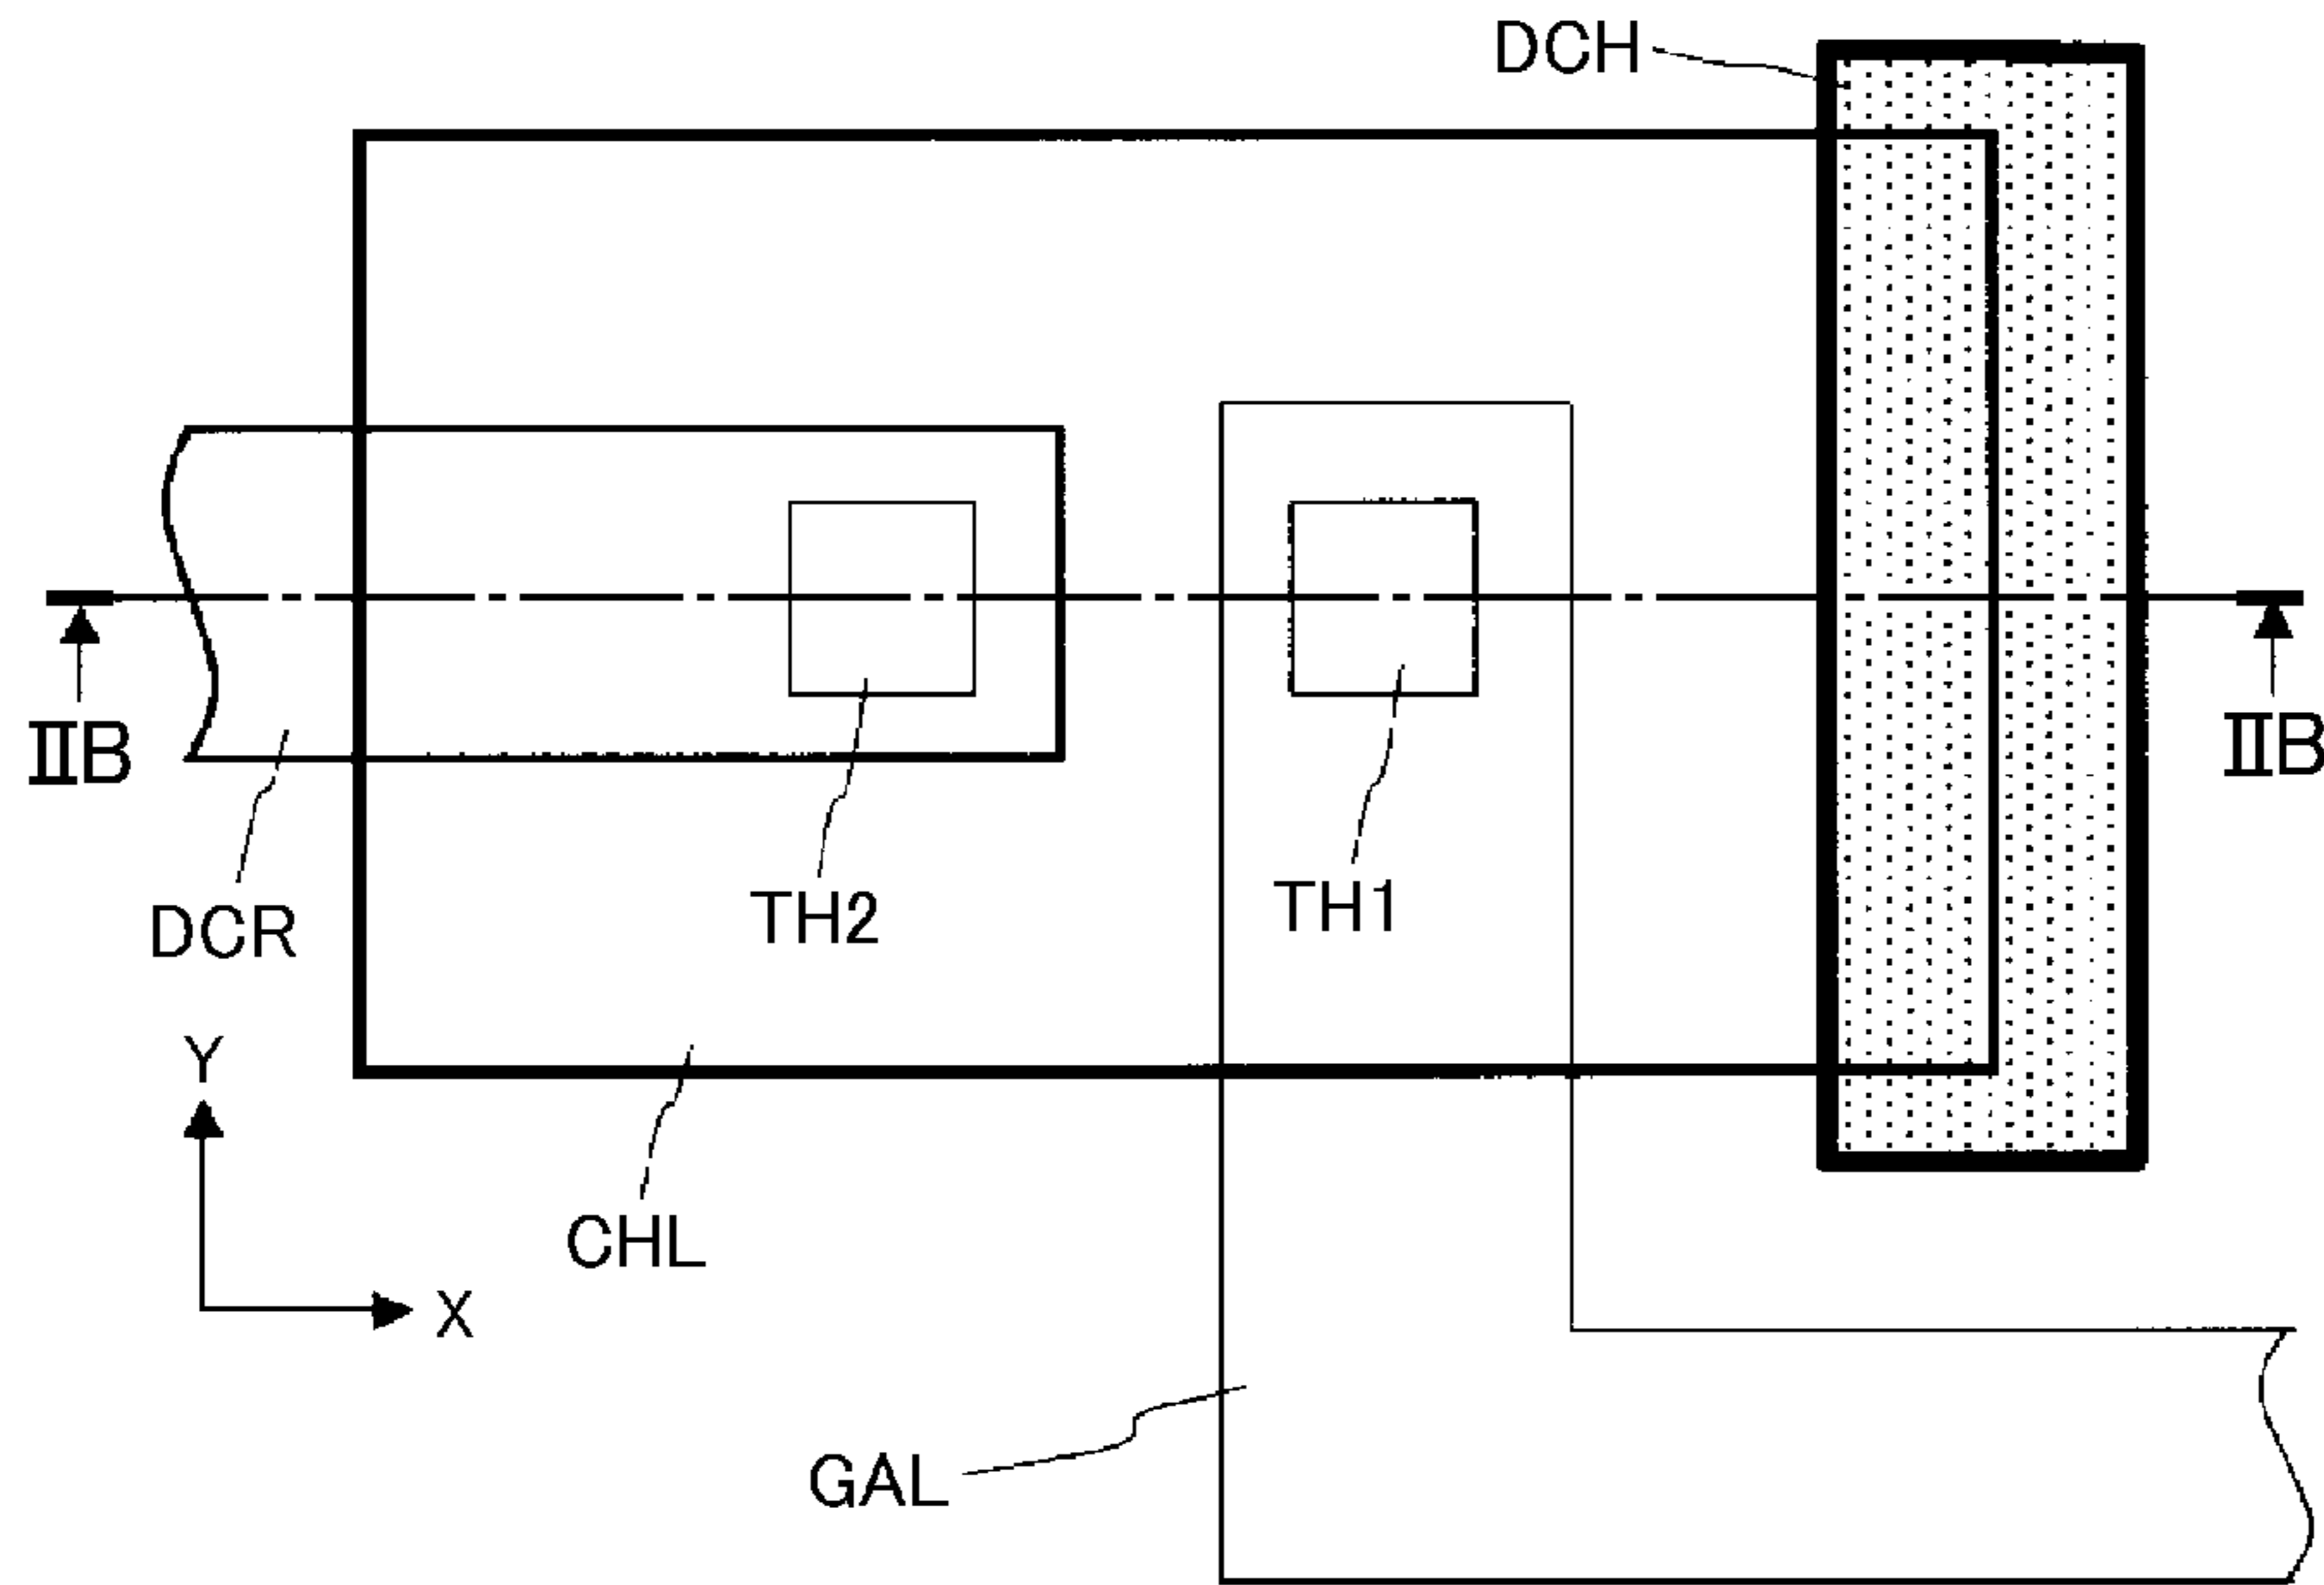 DCH
ⅡB
ⅡB
DCR
TH2
TH1
Y
CHL
X
GAL